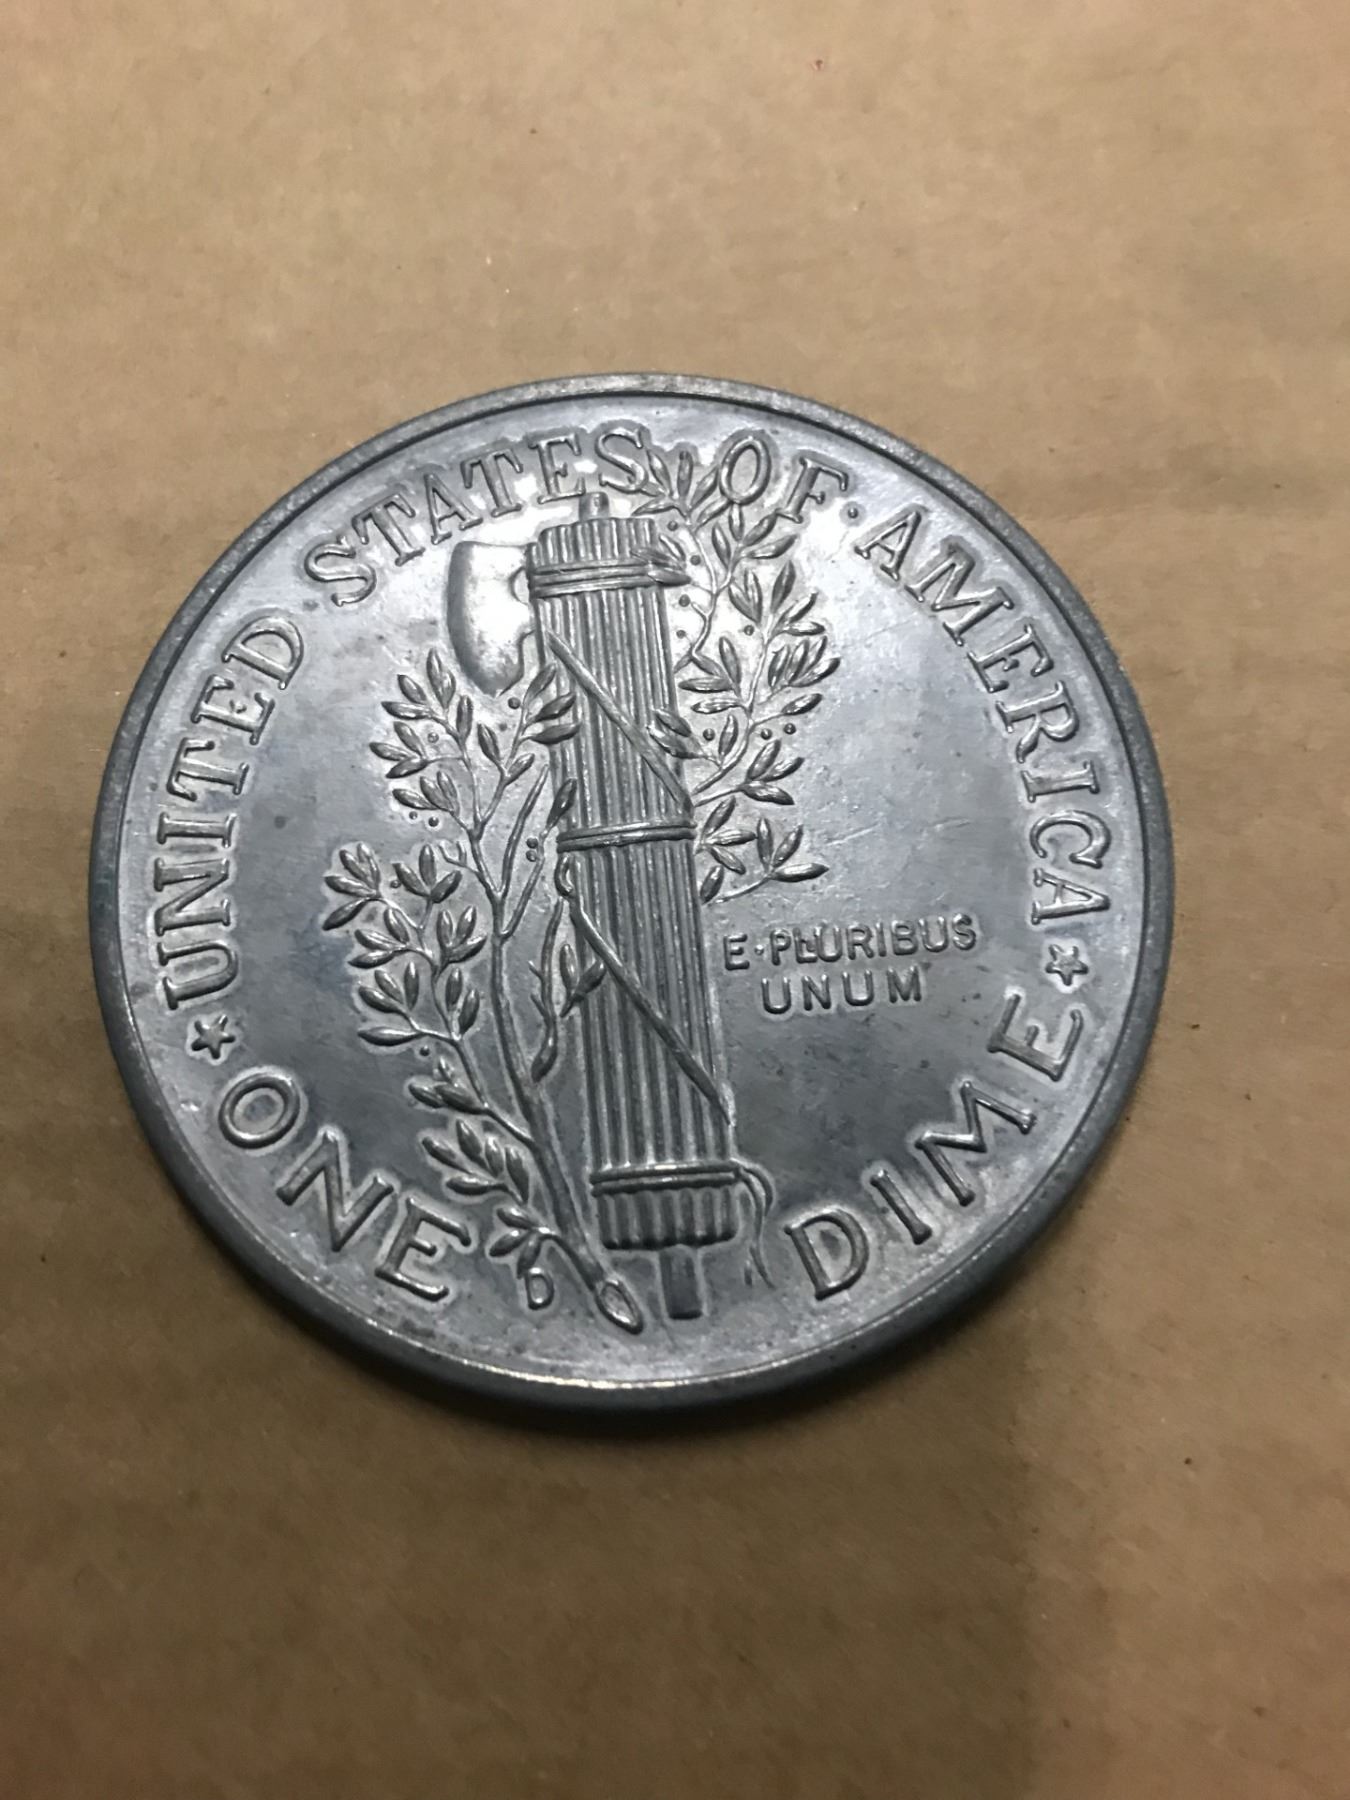 UNITED STATES OF·AMERICA
E·PLURIBUS
UNUM
ONE DIME
D